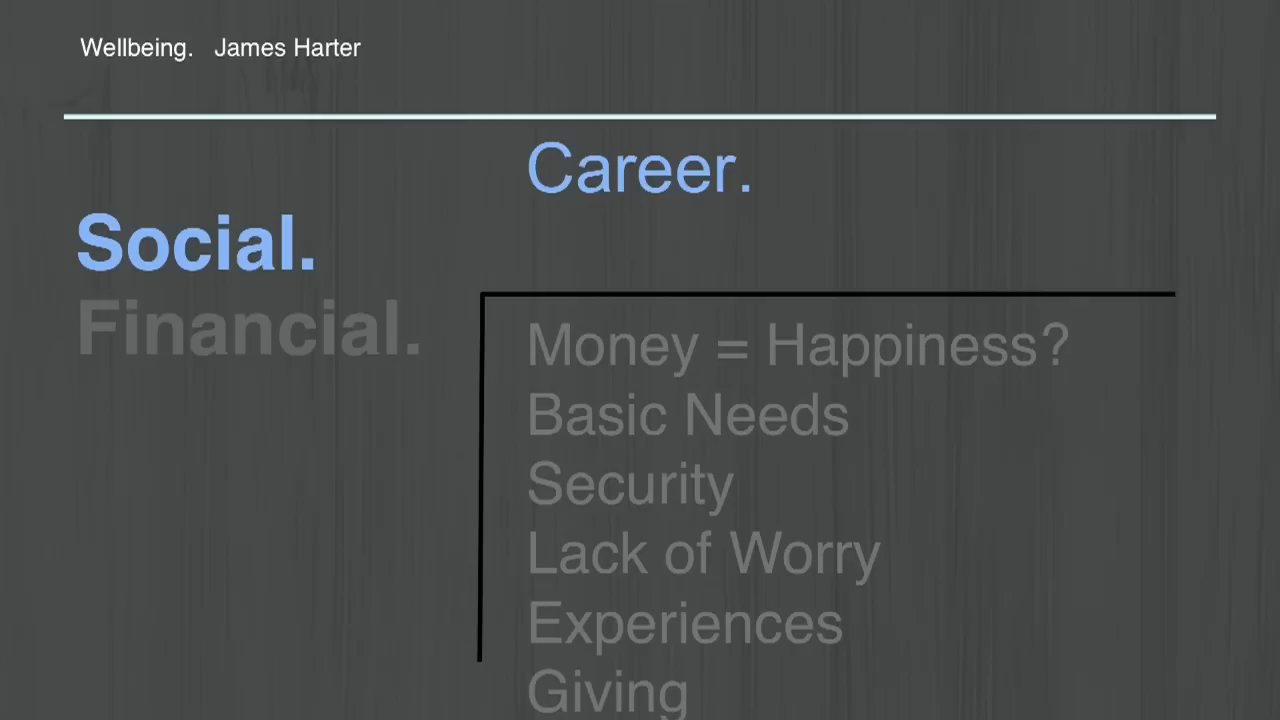 Wellbeing. James Harter
Career.
Social.
Financial.
Money = Happiness?
Basic Needs
Security
Lack of Worry
Experiences
Giving